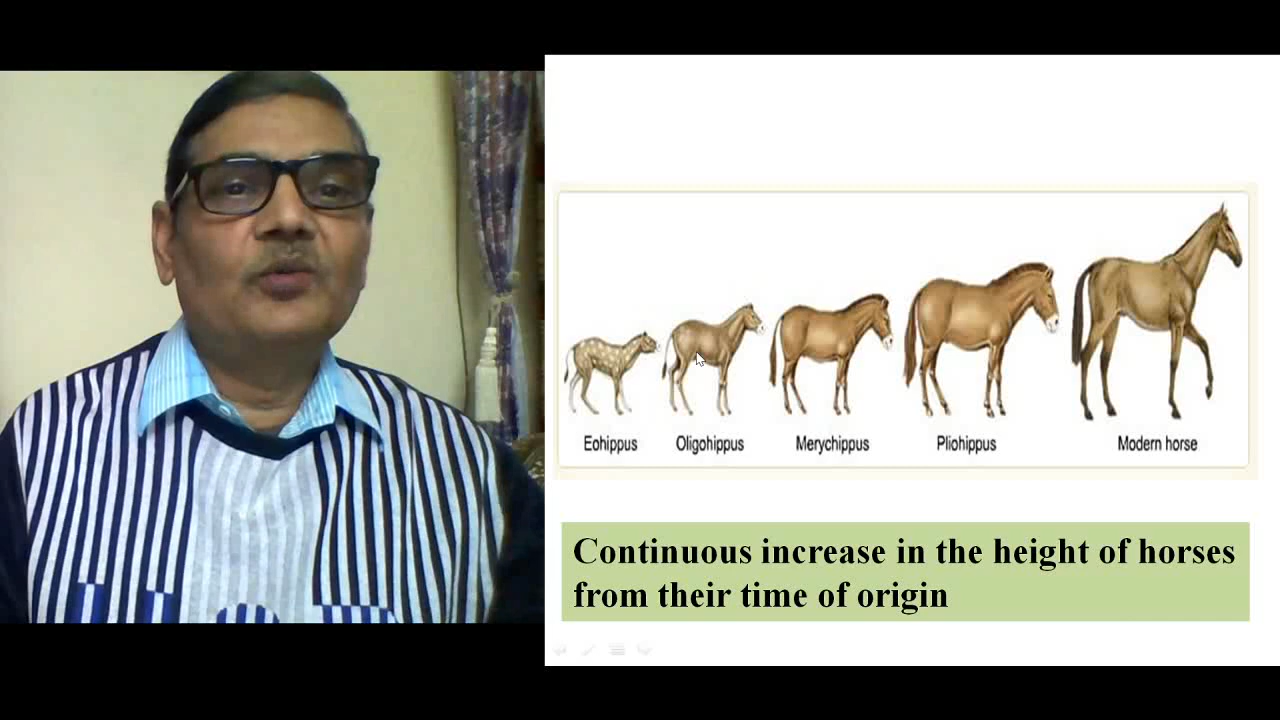 Eohippus Oligohippus Merychippus Pliohippus Modern horse
Continuous increase in the height of horses
from their time of origin